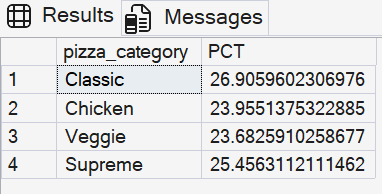 Results Messages
pizza_category PCT
1 Classic 26.9059602306976
2 Chicken 23.9551375322885
3 Veggie 23.6825910258677
4 Supreme 25.4563112111462